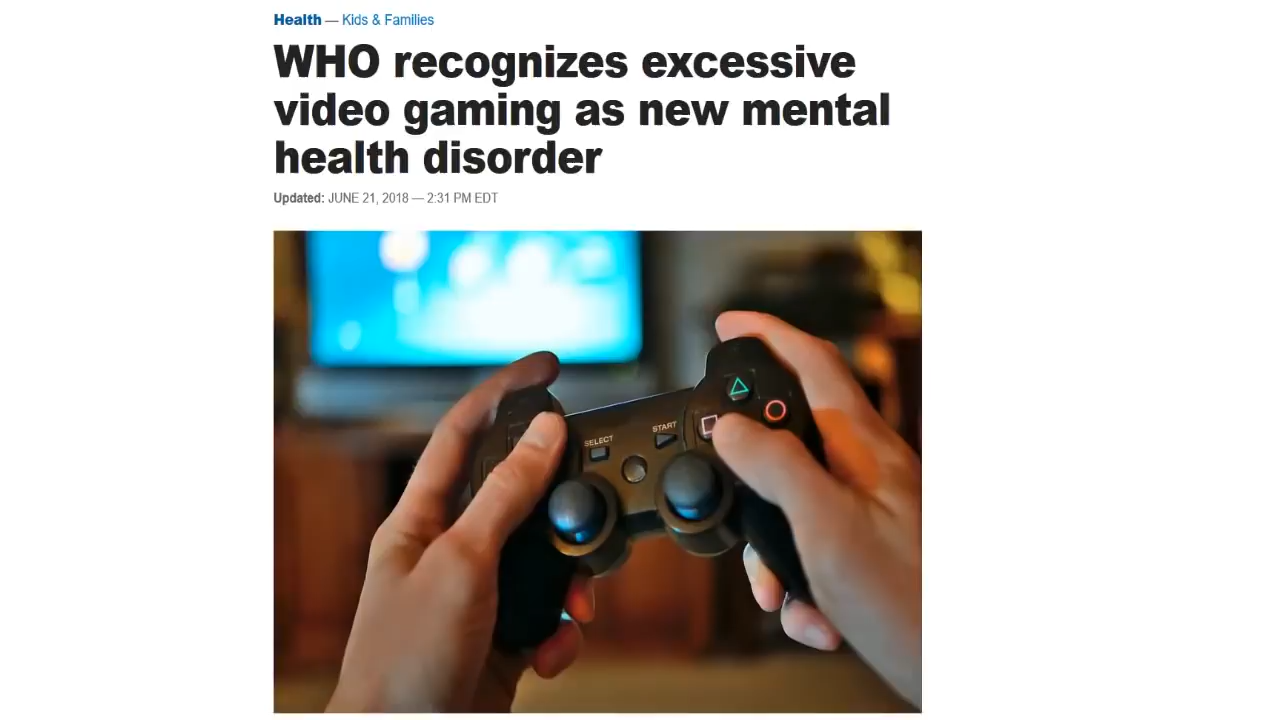 Health — Kids & Families
WHO recognizes excessive
video gaming as new mental
health disorder
Updated: JUNE 21, 2018 — 2:31 PM EDT
SELECT
START